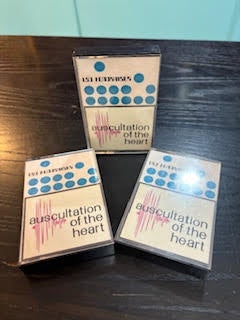 auscultation
of the
heart
auscultation
of the
heart
auscultation
of the
heart